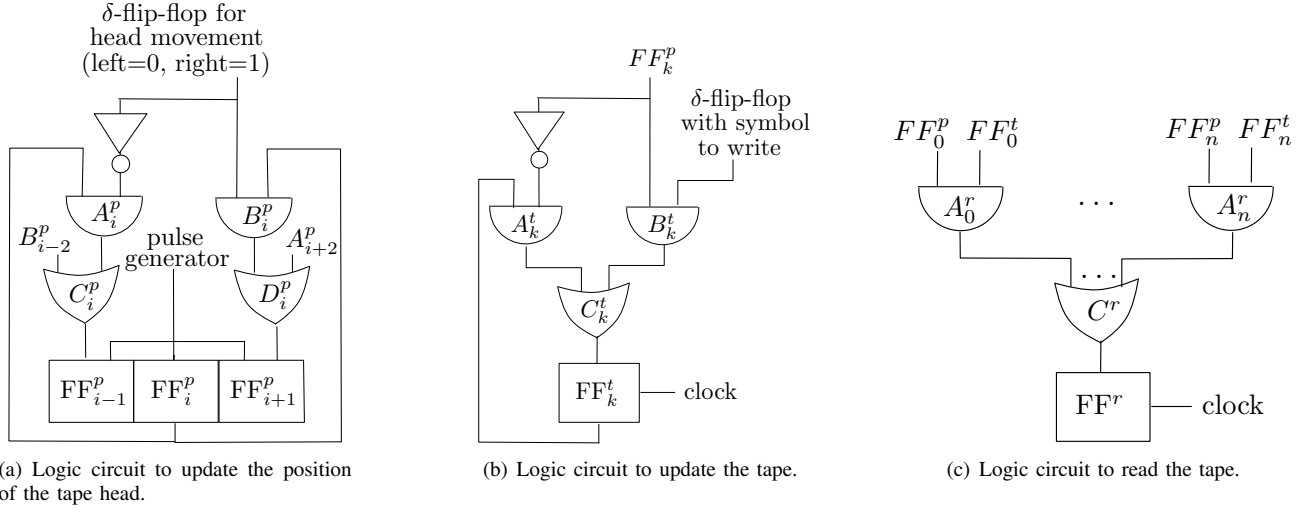 δ-flip-flop for
head movement
(left=0, right=1)
A_i^p
B_i^p
B_{i-2}^p
pulse
generator
A_{i+2}^p
C_i^p
D_i^p
FF_{i-1}^p
FF_i^p
FF_{i+1}^p
(a) Logic circuit to update the position
of the tape head.
FF_k^p
δ-flip-flop
with symbol
to write
A_k^t
B_k^t
C_k^t
FF_k^t
clock
(b) Logic circuit to update the tape.
FF_0^p FF_0^t
FF_n^p FF_n^t
A_0^r
···
A_n^r
···
C^r
FF^r
clock
(c) Logic circuit to read the tape.